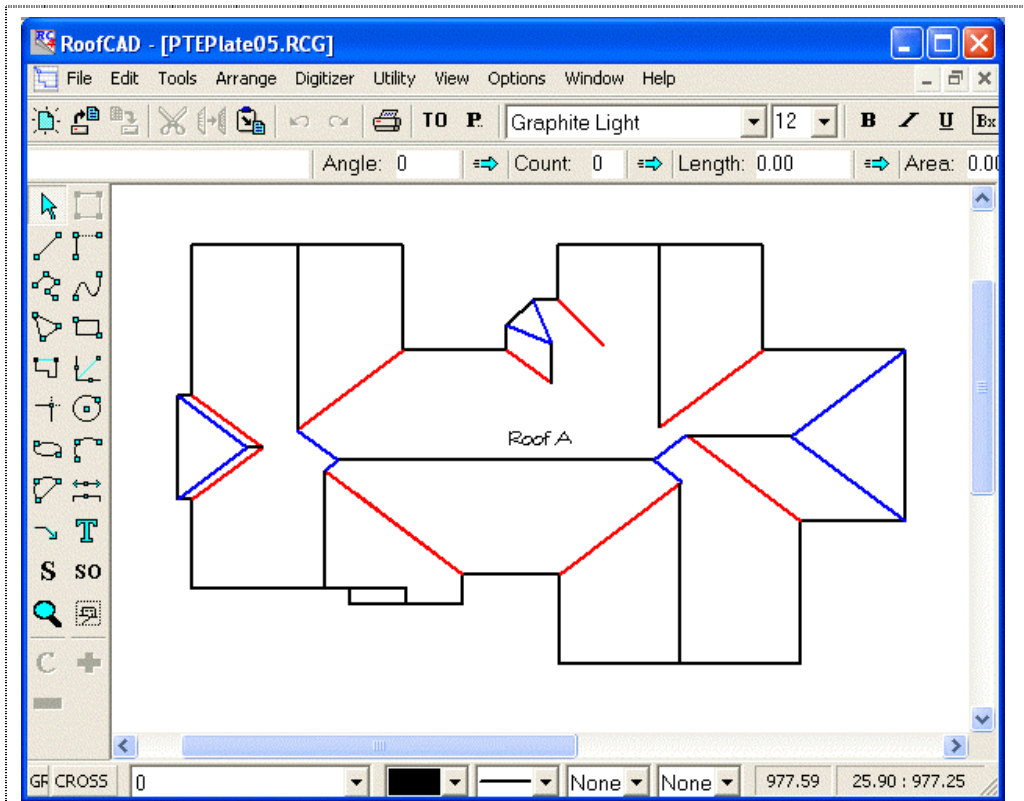 RoofCAD - [PTEPlate05.RCG]
File Edit Tools Arrange Digitizer Utility View Options Window Help
TO P.. Graphite Light 12 B I U Bx
Angle: 0 Count: 0 Length: 0.00 Area: 0.00
Roof A
T
S SO
C
GF CROSS 0 None None 977.59 25.90 : 977.25